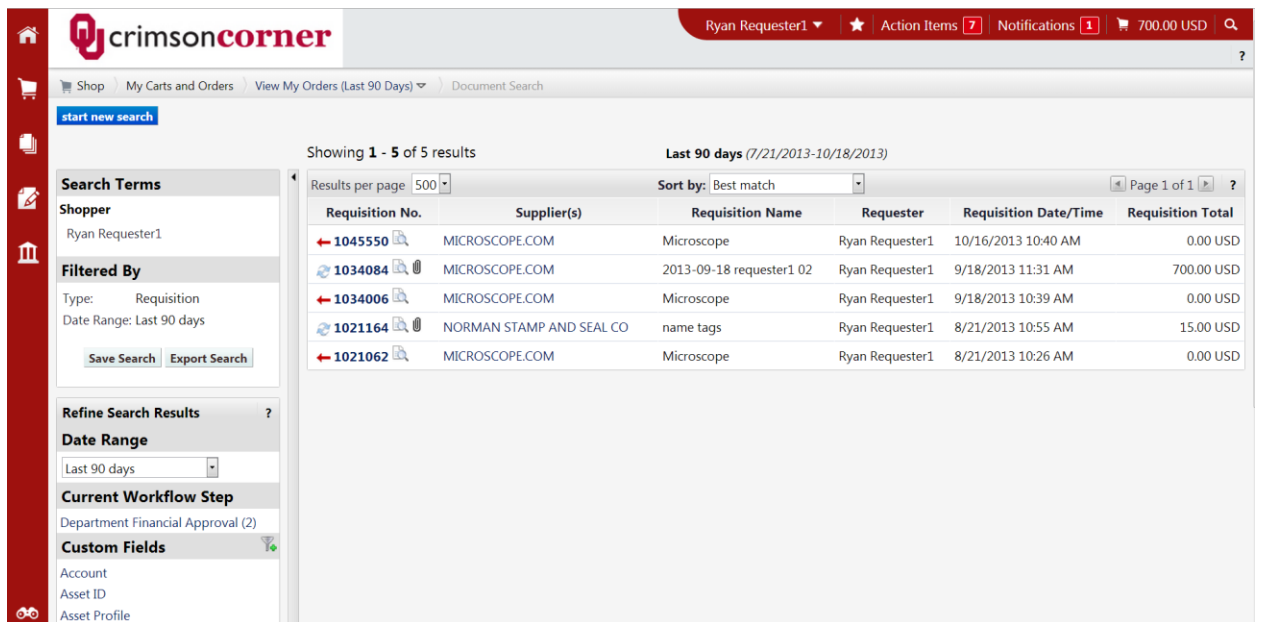 OU crimsoncorner
Ryan Requester1 Action Items 7 Notifications 1 700.00 USD
?
Shop My Carts and Orders View My Orders (Last 90 Days) Document Search
start new search
Showing 1 - 5 of 5 results Last 90 days (7/21/2013-10/18/2013)
Search Terms
Shopper
Ryan Requester1
Filtered By
Type: Requisition
Date Range: Last 90 days
Save Search Export Search
Refine Search Results ?
Date Range
Last 90 days
Current Workflow Step
Department Financial Approval (2)
Custom Fields
Account
Asset ID
Asset Profile
Results per page 500 Sort by: Best match Page 1 of 1 ?
Requisition No. Supplier(s) Requisition Name Requester Requisition Date/Time Requisition Total
1045550 MICROSCOPE.COM Microscope Ryan Requester1 10/16/2013 10:40 AM 0.00 USD
1034084 MICROSCOPE.COM 2013-09-18 requester1 02 Ryan Requester1 9/18/2013 11:31 AM 700.00 USD
1034006 MICROSCOPE.COM Microscope Ryan Requester1 9/18/2013 10:39 AM 0.00 USD
1021164 NORMAN STAMP AND SEAL CO name tags Ryan Requester1 8/21/2013 10:55 AM 15.00 USD
1021062 MICROSCOPE.COM Microscope Ryan Requester1 8/21/2013 10:26 AM 0.00 USD